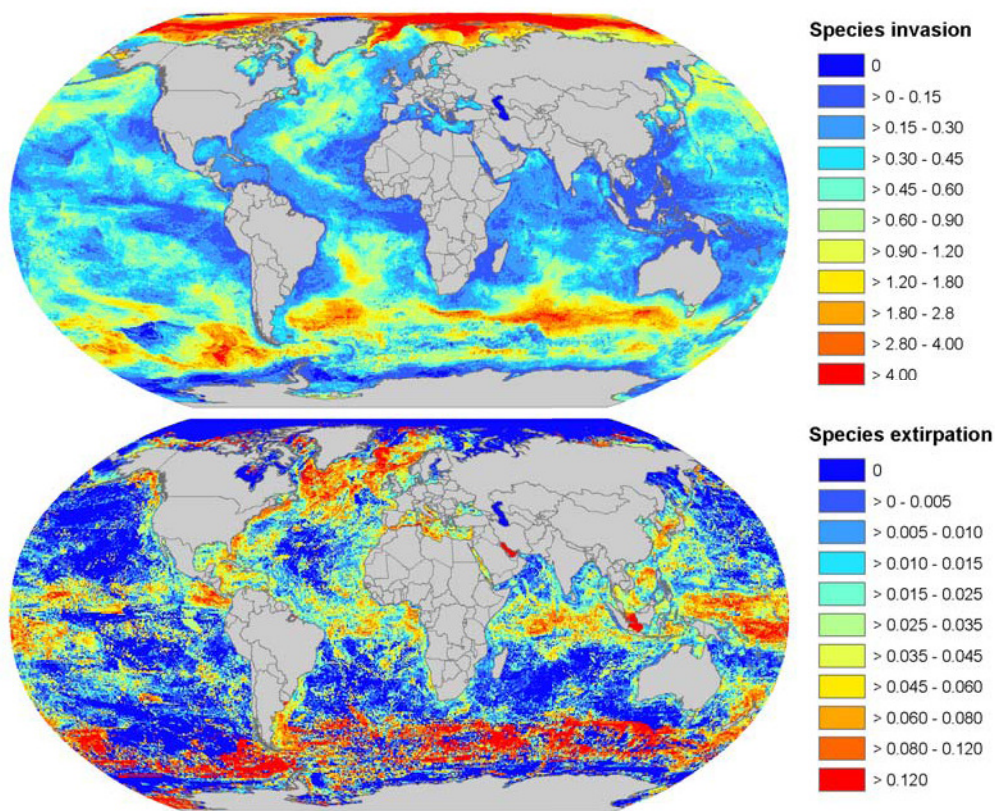 Species invasion
0
> 0 - 0.15
> 0.15 - 0.30
> 0.30 - 0.45
> 0.45 - 0.60
> 0.60 - 0.90
> 0.90 - 1.20
> 1.20 - 1.80
> 1.80 - 2.8
> 2.80 - 4.00
> 4.00
Species extirpation
0
> 0 - 0.005
> 0.005 - 0.010
> 0.010 - 0.015
> 0.015 - 0.025
> 0.025 - 0.035
> 0.035 - 0.045
> 0.045 - 0.060
> 0.060 - 0.080
> 0.080 - 0.120
> 0.120